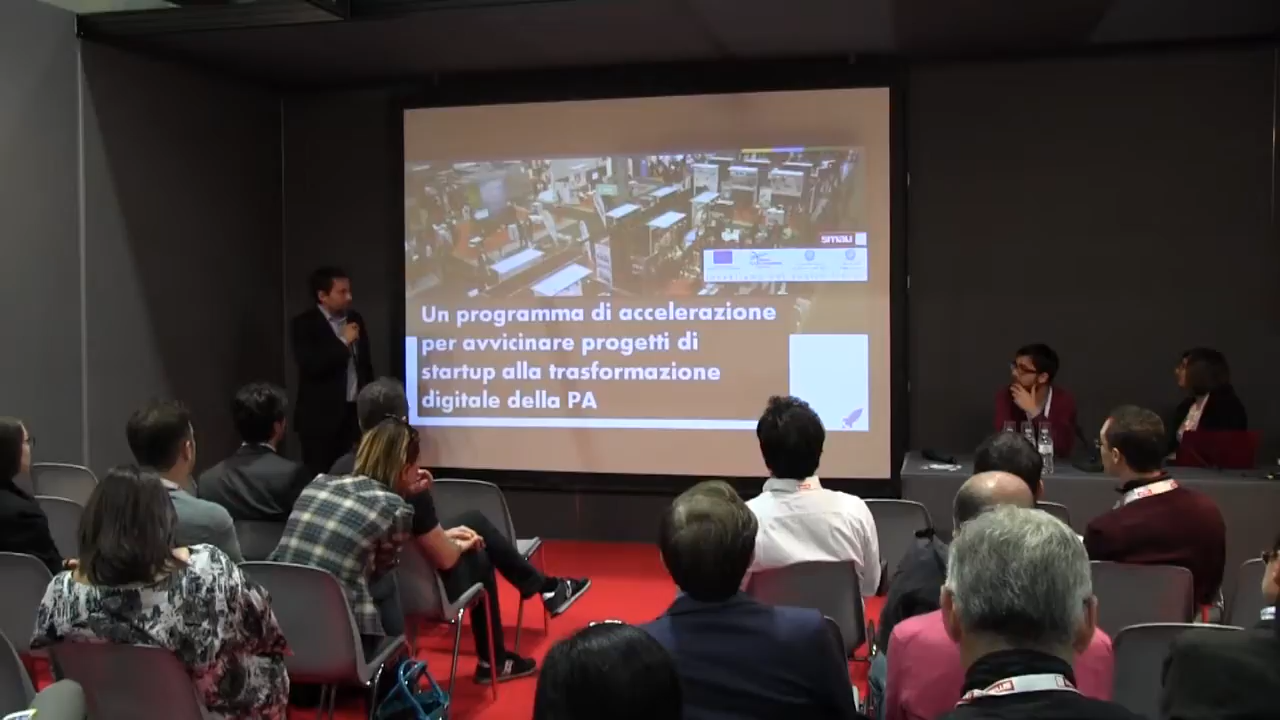 smau
Un programma di accelerazione
per avvicinare progetti di
startup alla trasformazione
digitale della PA